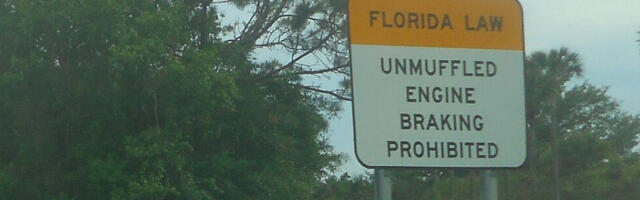 FLORIDA LAW
UNMUFFLED
ENGINE
BRAKING
PROHIBITED